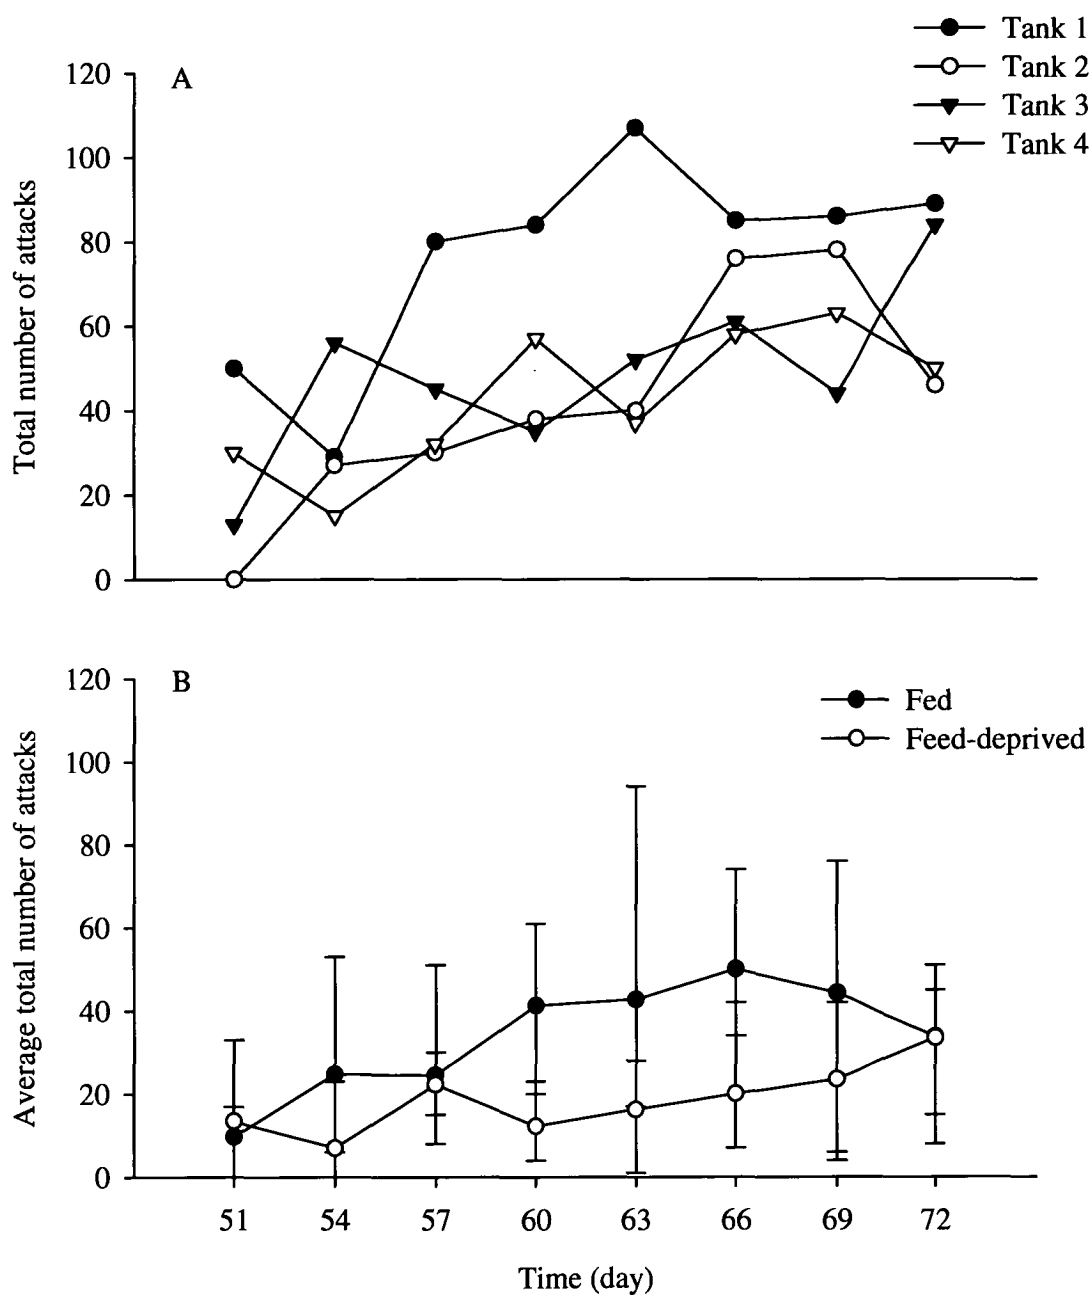 Tank 1
Tank 2
Tank 3
Tank 4
A
120
100
80
60
40
20
0
Total number of attacks
B
Fed
Feed-deprived
120
100
80
60
40
20
0
Average total number of attacks
51 54 57 60 63 66 69 72
Time (day)